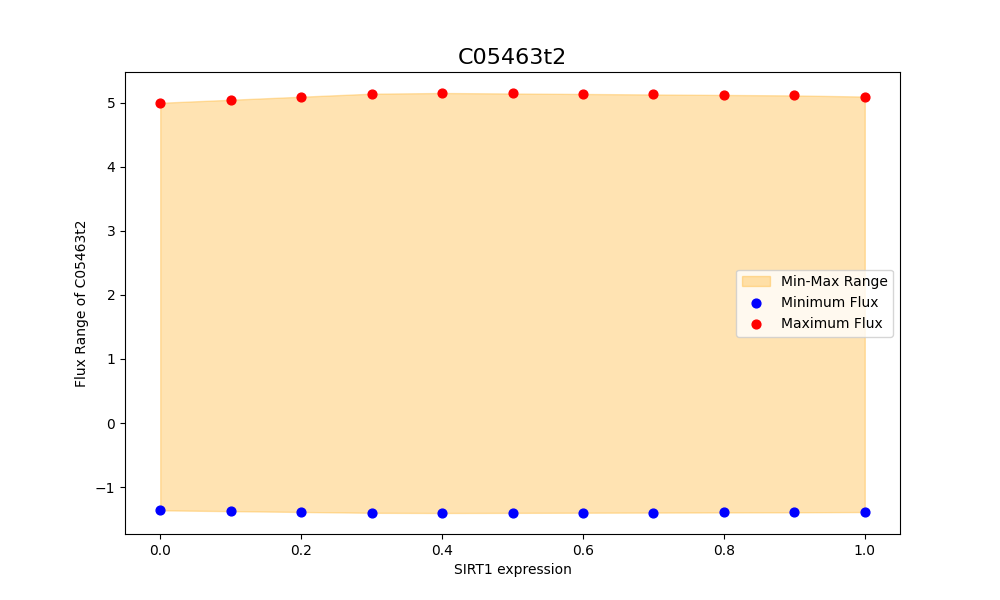 C05463t2
Flux Range of C05463t2
5
4
3
2
1
0
−1
Min-Max Range
Minimum Flux
Maximum Flux
0.0 0.2 0.4 0.6 0.8 1.0
SIRT1 expression